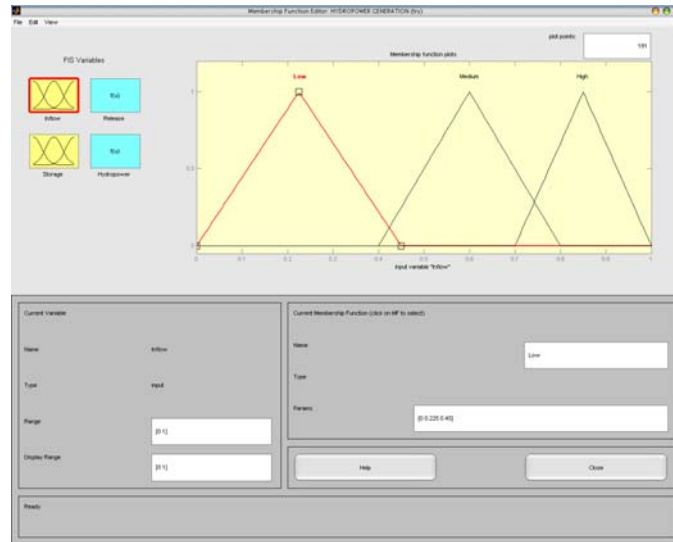 Membership Function Editor: HYDROPOWER GENERATION (try)
File Edit View
FIS Variables
Membership function plots
plot points:
181
f(u)
Inflow
Release
f(u)
Storage
Hydropower
Low
Medium
High
1
0.5
0
0 0.1 0.2 0.3 0.4 0.5 0.6 0.7 0.8 0.9 1
input variable "Inflow"
Current Variable
Name
Inflow
Type
input
Range
[0 1]
Display Range
[0 1]
Current Membership Function (click on MF to select)
Name
Low
Type
Params
[0 0.225 0.45]
Help
Close
Ready